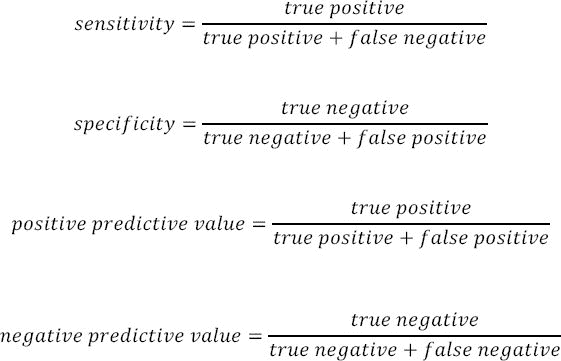 sensitivity = true positive / true positive + false negative
specificity = true negative / true negative + false positive
positive predictive value = true positive / true positive + false positive
negative predictive value = true negative / true negative + false negative